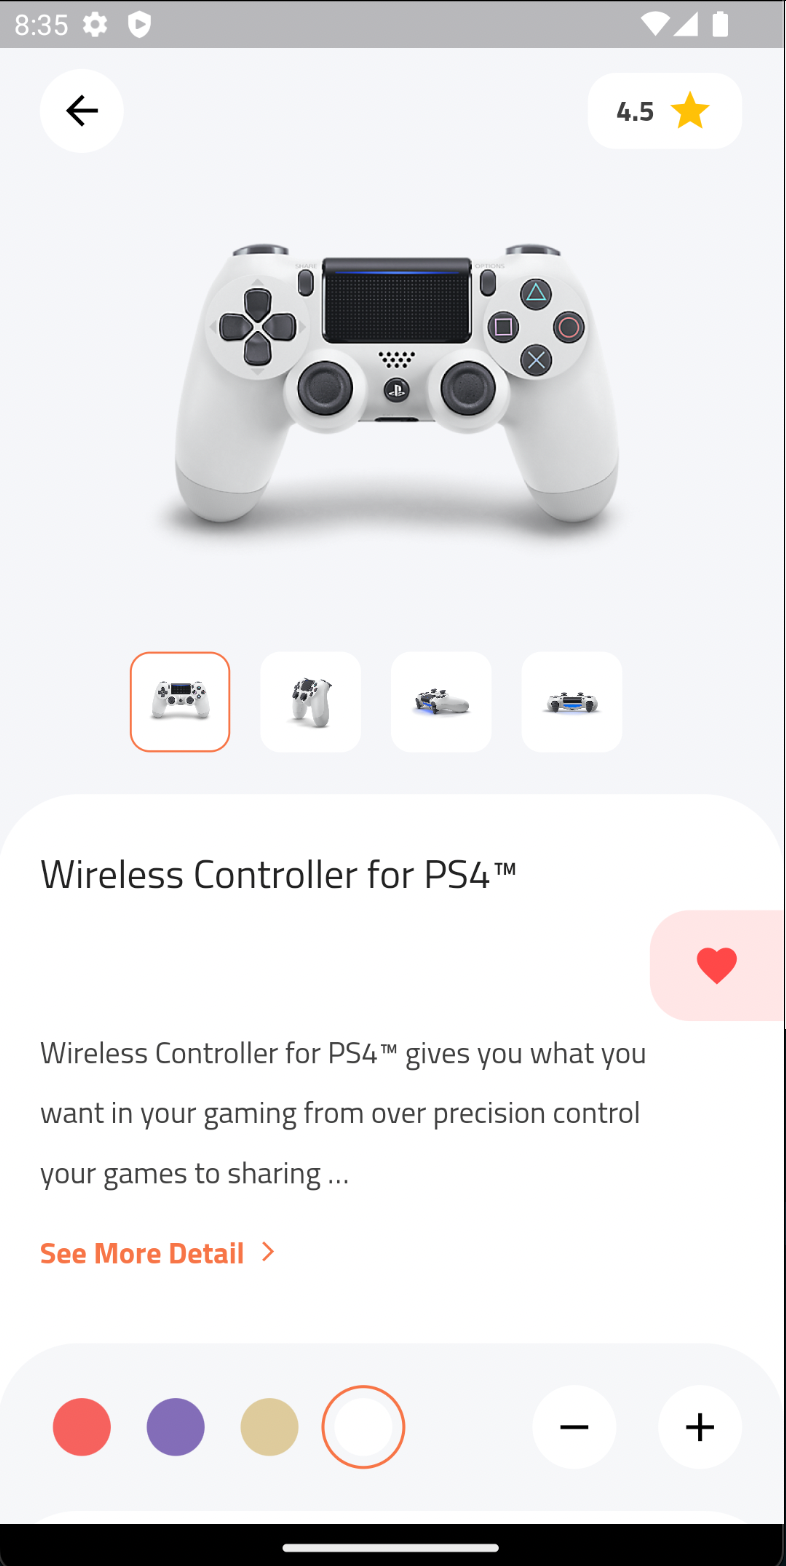 8:35
4.5
SHARE
OPTIONS
Wireless Controller for PS4™
Wireless Controller for PS4™ gives you what you
want in your gaming from over precision control
your games to sharing ...
See More Detail